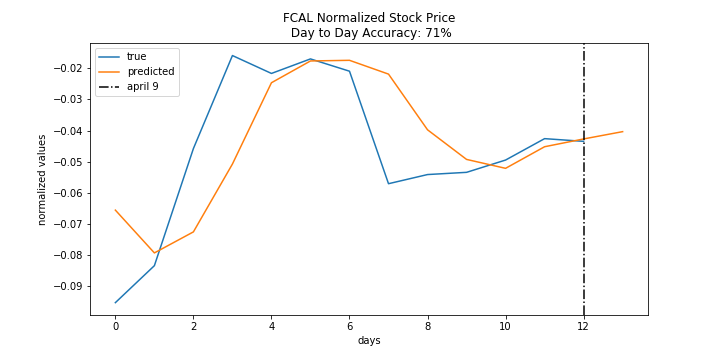 FCAL Normalized Stock Price
Day to Day Accuracy: 71%
true
predicted
april 9
normalized values
−0.02
−0.03
−0.04
−0.05
−0.06
−0.07
−0.08
−0.09
0 2 4 6 8 10 12
days